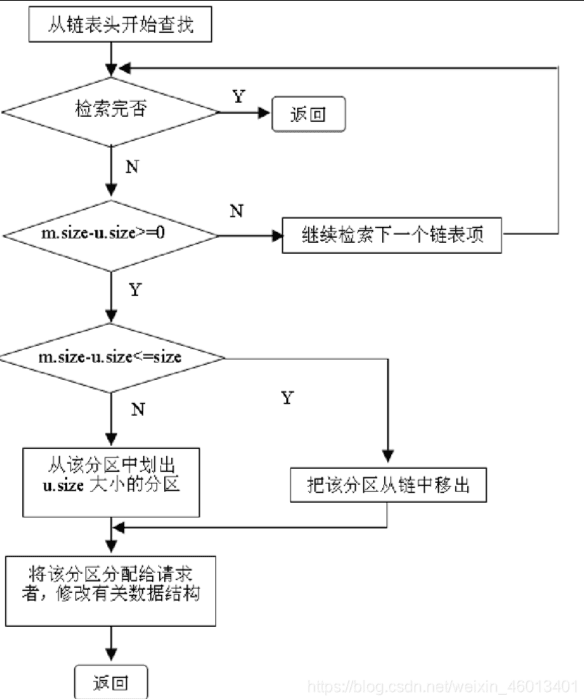 从链表头开始查找
检索完否
Y
返回
N
m.size-u.size>=0
N
继续检索下一个链表项
Y
m.size-u.size<=size
N
Y
从该分区中划出
u.size 大小的分区
把该分区从链中移出
将该分区分配给请求
者，修改有关数据结构
返回
https://blog.csdn.net/weixin_46013401